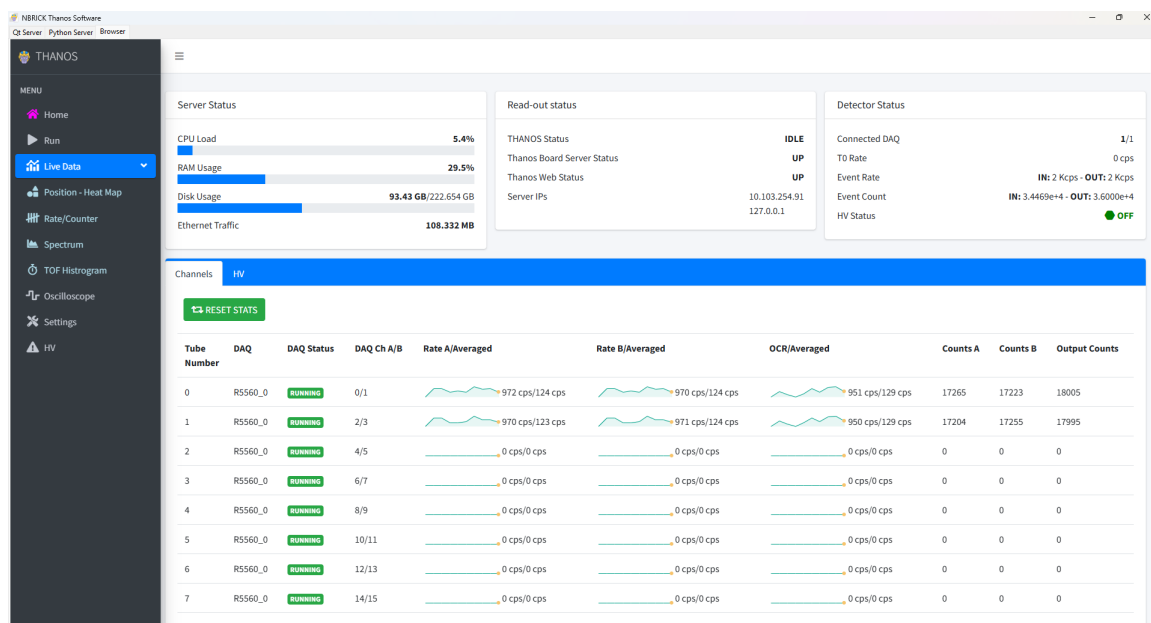 NBRICK Thanos Software
Qt Server Python Server Browser
THANOS
MENU
Home
Run
Live Data
Position - Heat Map
Rate/Counter
Spectrum
TOF Histrogram
Oscilloscope
Settings
HV
Server Status
CPU Load 5.4%
RAM Usage 29.5%
Disk Usage 93.43 GB/222.654 GB
Ethernet Traffic 108.332 MB
Read-out status
THANOS Status IDLE
Thanos Board Server Status UP
Thanos Web Status UP
Server IPs 10.103.254.91
127.0.0.1
Detector Status
Connected DAQ 1/1
T0 Rate 0 cps
Event Rate IN: 2 Kcps - OUT: 2 Kcps
Event Count IN: 3.4469e+4 - OUT: 3.6000e+4
HV Status OFF
Channels HV
RESET STATS
Tube Number DAQ DAQ Status DAQ Ch A/B Rate A/Averaged Rate B/Averaged OCR/Averaged Counts A Counts B Output Counts
0 R5560_0 RUNNING 0/1 972 cps/124 cps 970 cps/124 cps 951 cps/129 cps 17265 17223 18005
1 R5560_0 RUNNING 2/3 970 cps/123 cps 971 cps/124 cps 950 cps/129 cps 17204 17255 17995
2 R5560_0 RUNNING 4/5 0 cps/0 cps 0 cps/0 cps 0 cps/0 cps 0 0 0
3 R5560_0 RUNNING 6/7 0 cps/0 cps 0 cps/0 cps 0 cps/0 cps 0 0 0
4 R5560_0 RUNNING 8/9 0 cps/0 cps 0 cps/0 cps 0 cps/0 cps 0 0 0
5 R5560_0 RUNNING 10/11 0 cps/0 cps 0 cps/0 cps 0 cps/0 cps 0 0 0
6 R5560_0 RUNNING 12/13 0 cps/0 cps 0 cps/0 cps 0 cps/0 cps 0 0 0
7 R5560_0 RUNNING 14/15 0 cps/0 cps 0 cps/0 cps 0 cps/0 cps 0 0 0